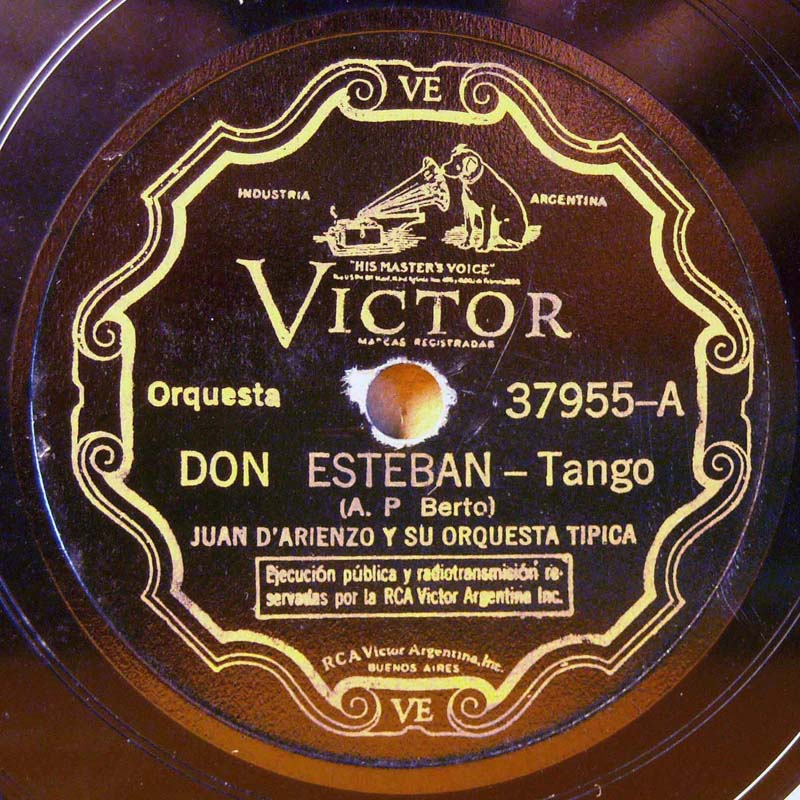 VE
INDUSTRIA ARGENTINA
"HIS MASTER'S VOICE"
VICTOR
MARCAS REGISTRADAS
Orquesta 37955-A
DON ESTEBAN - Tango
(A. P Berto)
JUAN D'ARIENZO Y SU ORQUESTA TIPICA
Ejecución pública y radiotransmisión re-
servadas por la RCA Victor Argentina Inc.
RCA Victor Argentina, Inc.
BUENOS AIRES
VE